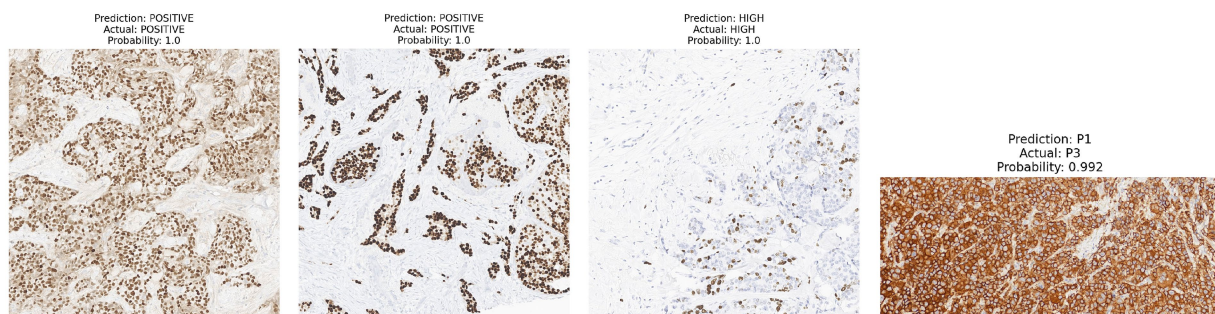 Prediction: POSITIVE
Actual: POSITIVE
Probability: 1.0
Prediction: POSITIVE
Actual: POSITIVE
Probability: 1.0
Prediction: HIGH
Actual: HIGH
Probability: 1.0
Prediction: P1
Actual: P3
Probability: 0.992